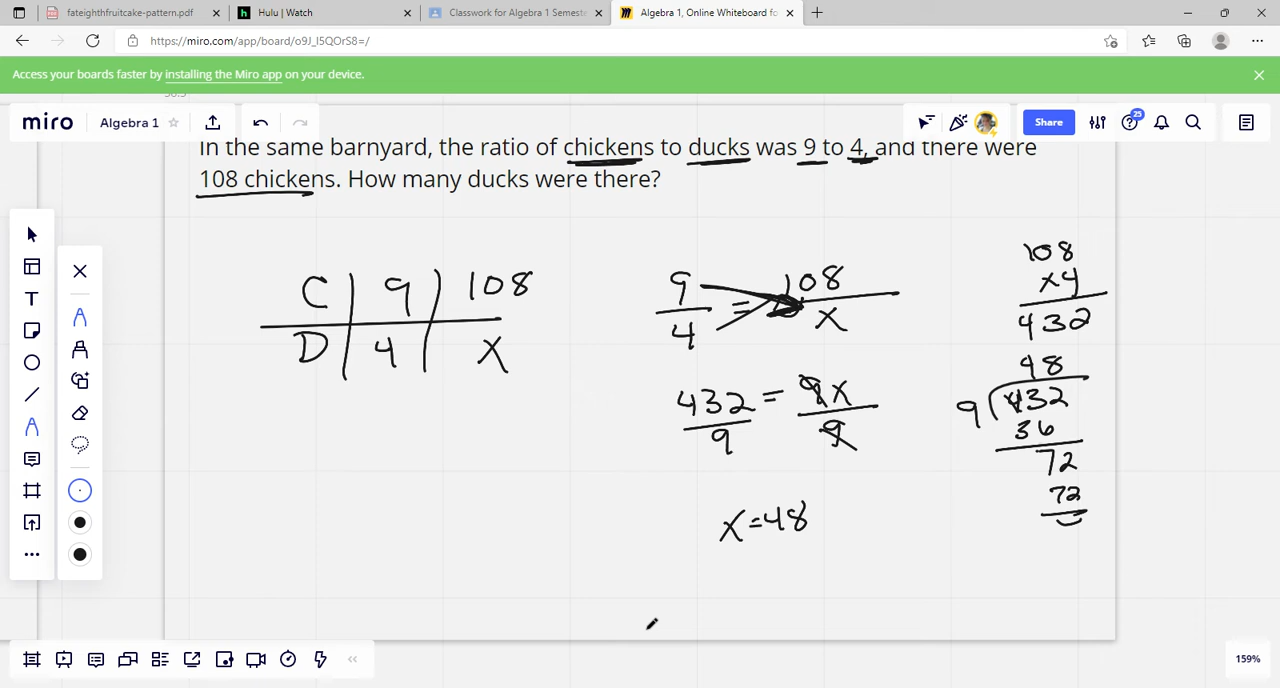 fateighthfruitcake-pattern.pdf
Hulu | Watch
Classwork for Algebra 1 Semeste
Algebra 1, Online Whiteboard fo
https://miro.com/app/board/o9J_l5QOrS8=/
Access your boards faster by installing the Miro app on your device.
miro Algebra 1 Share 25
In the same barnyard, the ratio of chickens to ducks was 9 to 4, and there were
108 chickens. How many ducks were there?
C 9 108
D 4 X
9 = 108
4 X
432 = 9x
9 9
x=48
108
x4
432
48
9 432
36
72
72
159%